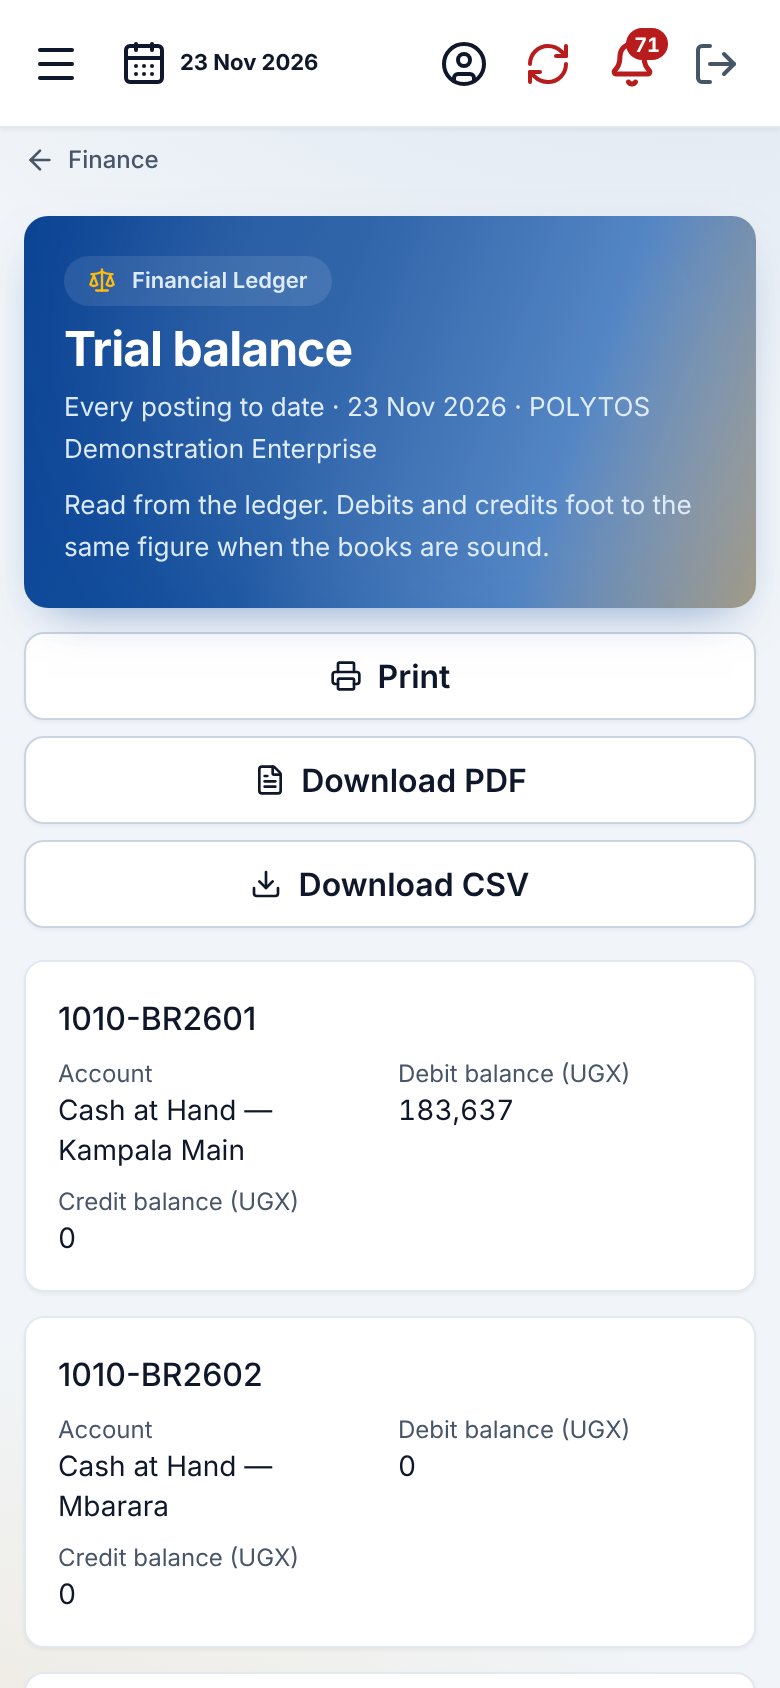 23 Nov 2026
71
Finance
Financial Ledger
Trial balance
Every posting to date · 23 Nov 2026 · POLYTOS
Demonstration Enterprise
Read from the ledger. Debits and credits foot to the
same figure when the books are sound.
Print
Download PDF
Download CSV
1010-BR2601
Account
Cash at Hand —
Kampala Main
Debit balance (UGX)
183,637
Credit balance (UGX)
0
1010-BR2602
Account
Cash at Hand —
Mbarara
Debit balance (UGX)
0
Credit balance (UGX)
0